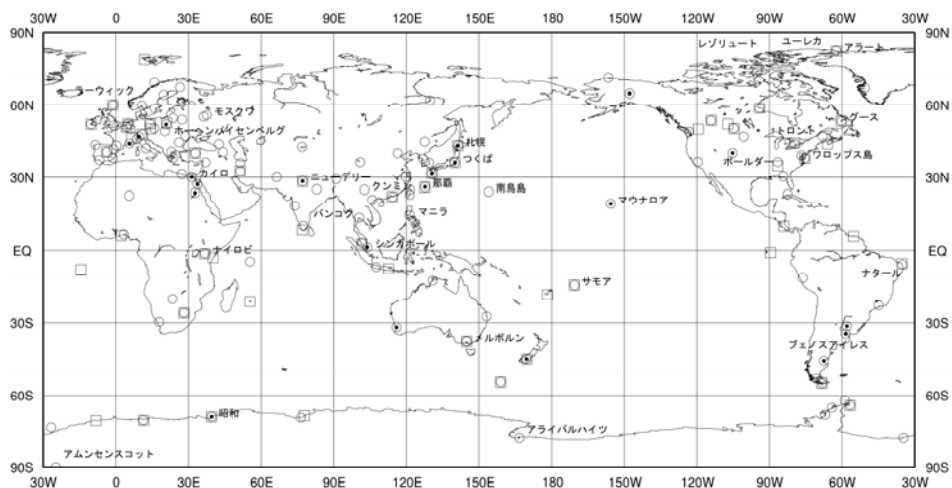 30W 0 30E 60E 90E 120E 150E 180 150W 120W 90W 60W 30W
90N 90N
レゾリュート ユーレカ アラート
ラーウィック
60N 60N
モスクワ グース
ホーヘンパイセンベルグ トロント
札幌
つくば ボールダー ワロップス島
30N カイロ ニューデリー クンミン 那覇 南鳥島 30N
バンコク マニラ マウナロア
EQ ナイロビ シンガポール EQ
サモア ナタール
30S 30S
メルボルン ブエノスアイレス
60S 60S
昭和 アライバルハイツ
アムンゼンスコット
90S 90S
30W 0 30E 60E 90E 120E 150E 180 150W 120W 90W 60W 30W